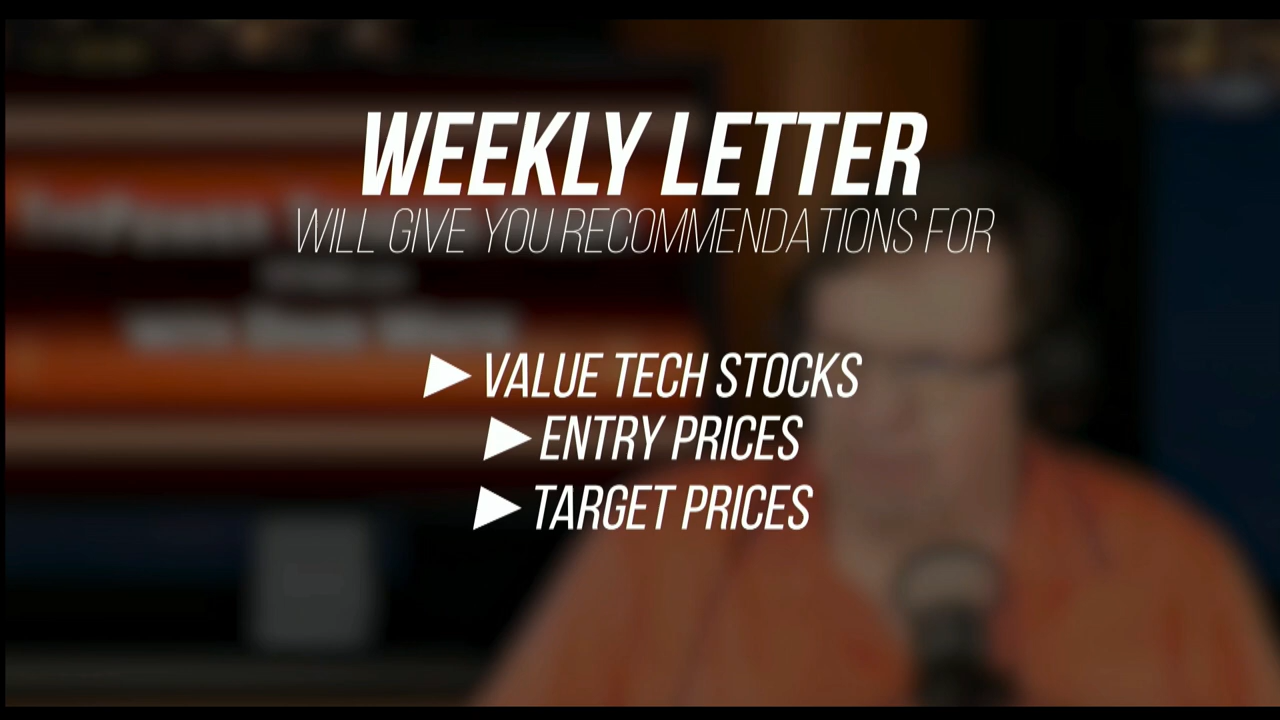 WEEKLY LETTER
WILL GIVE YOU RECOMMENDATIONS FOR
▶ VALUE TECH STOCKS
▶ ENTRY PRICES
▶ TARGET PRICES